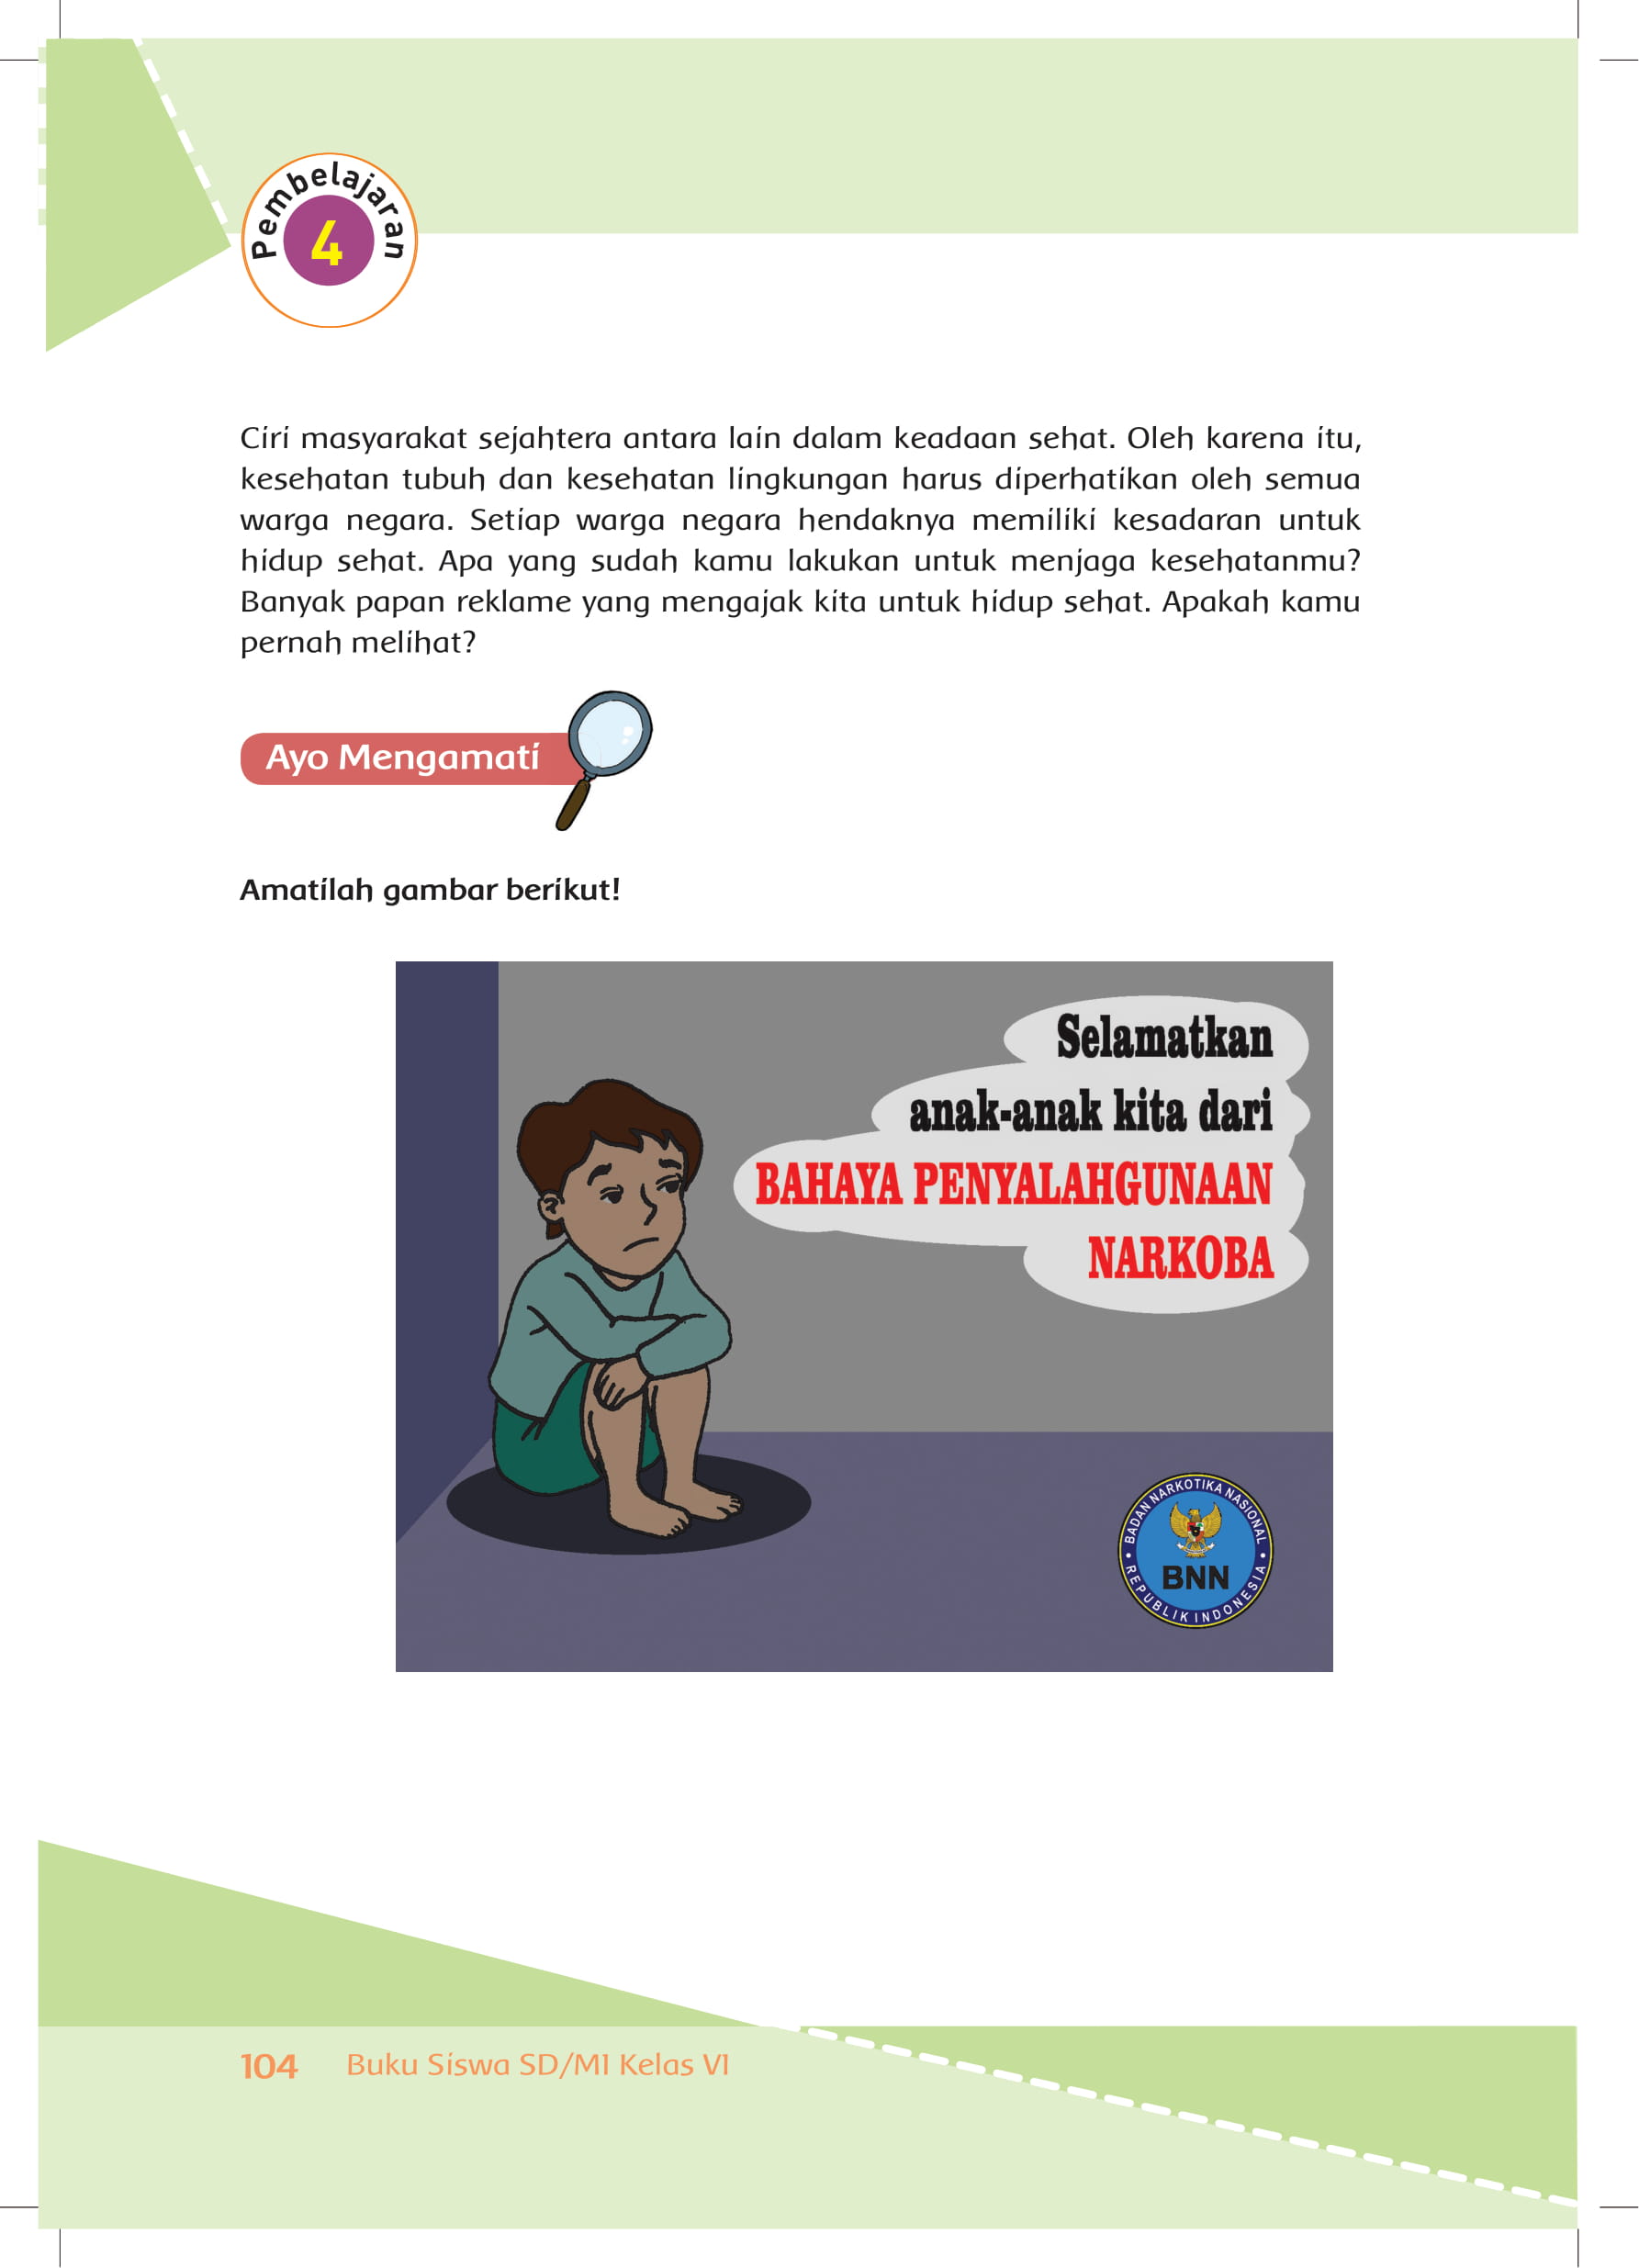 Pembelajaran
4
Ciri masyarakat sejahtera antara lain dalam keadaan sehat. Oleh karena itu,
kesehatan tubuh dan kesehatan lingkungan harus diperhatikan oleh semua
warga negara. Setiap warga negara hendaknya memiliki kesadaran untuk
hidup sehat. Apa yang sudah kamu lakukan untuk menjaga kesehatanmu?
Banyak papan reklame yang mengajak kita untuk hidup sehat. Apakah kamu
pernah melihat?
Ayo Mengamati
Amatilah gambar berikut!
Selamatkan
anak-anak kita dari
BAHAYA PENYALAHGUNAAN
NARKOBA
BADAN NARKOTIKA NASIONAL
BNN
REPUBLIK INDONESIA
104 Buku Siswa SD/MI Kelas VI